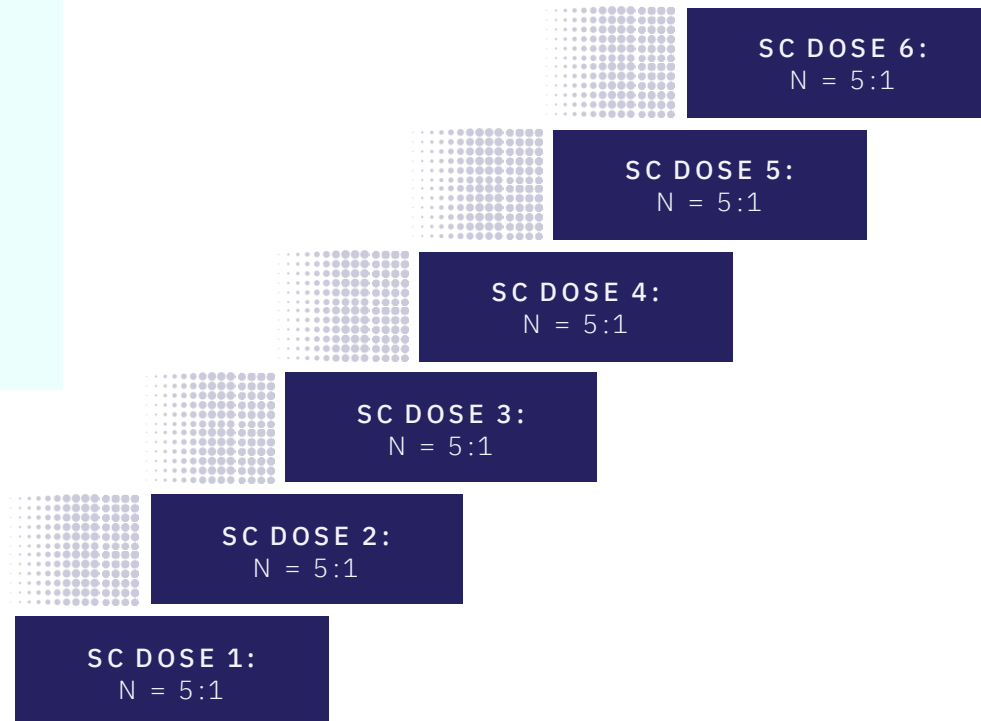 SC DOSE 6:
N = 5:1
SC DOSE 5:
N = 5:1
SC DOSE 4:
N = 5:1
SC DOSE 3:
N = 5:1
SC DOSE 2:
N = 5:1
SC DOSE 1:
N = 5:1